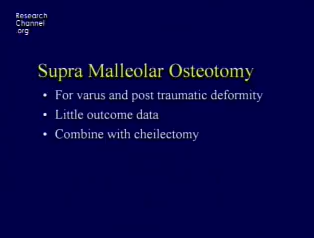 Research
Channel
.org
Supra Malleolar Osteotomy
• For varus and post traumatic deformity
• Little outcome data
• Combine with cheilectomy